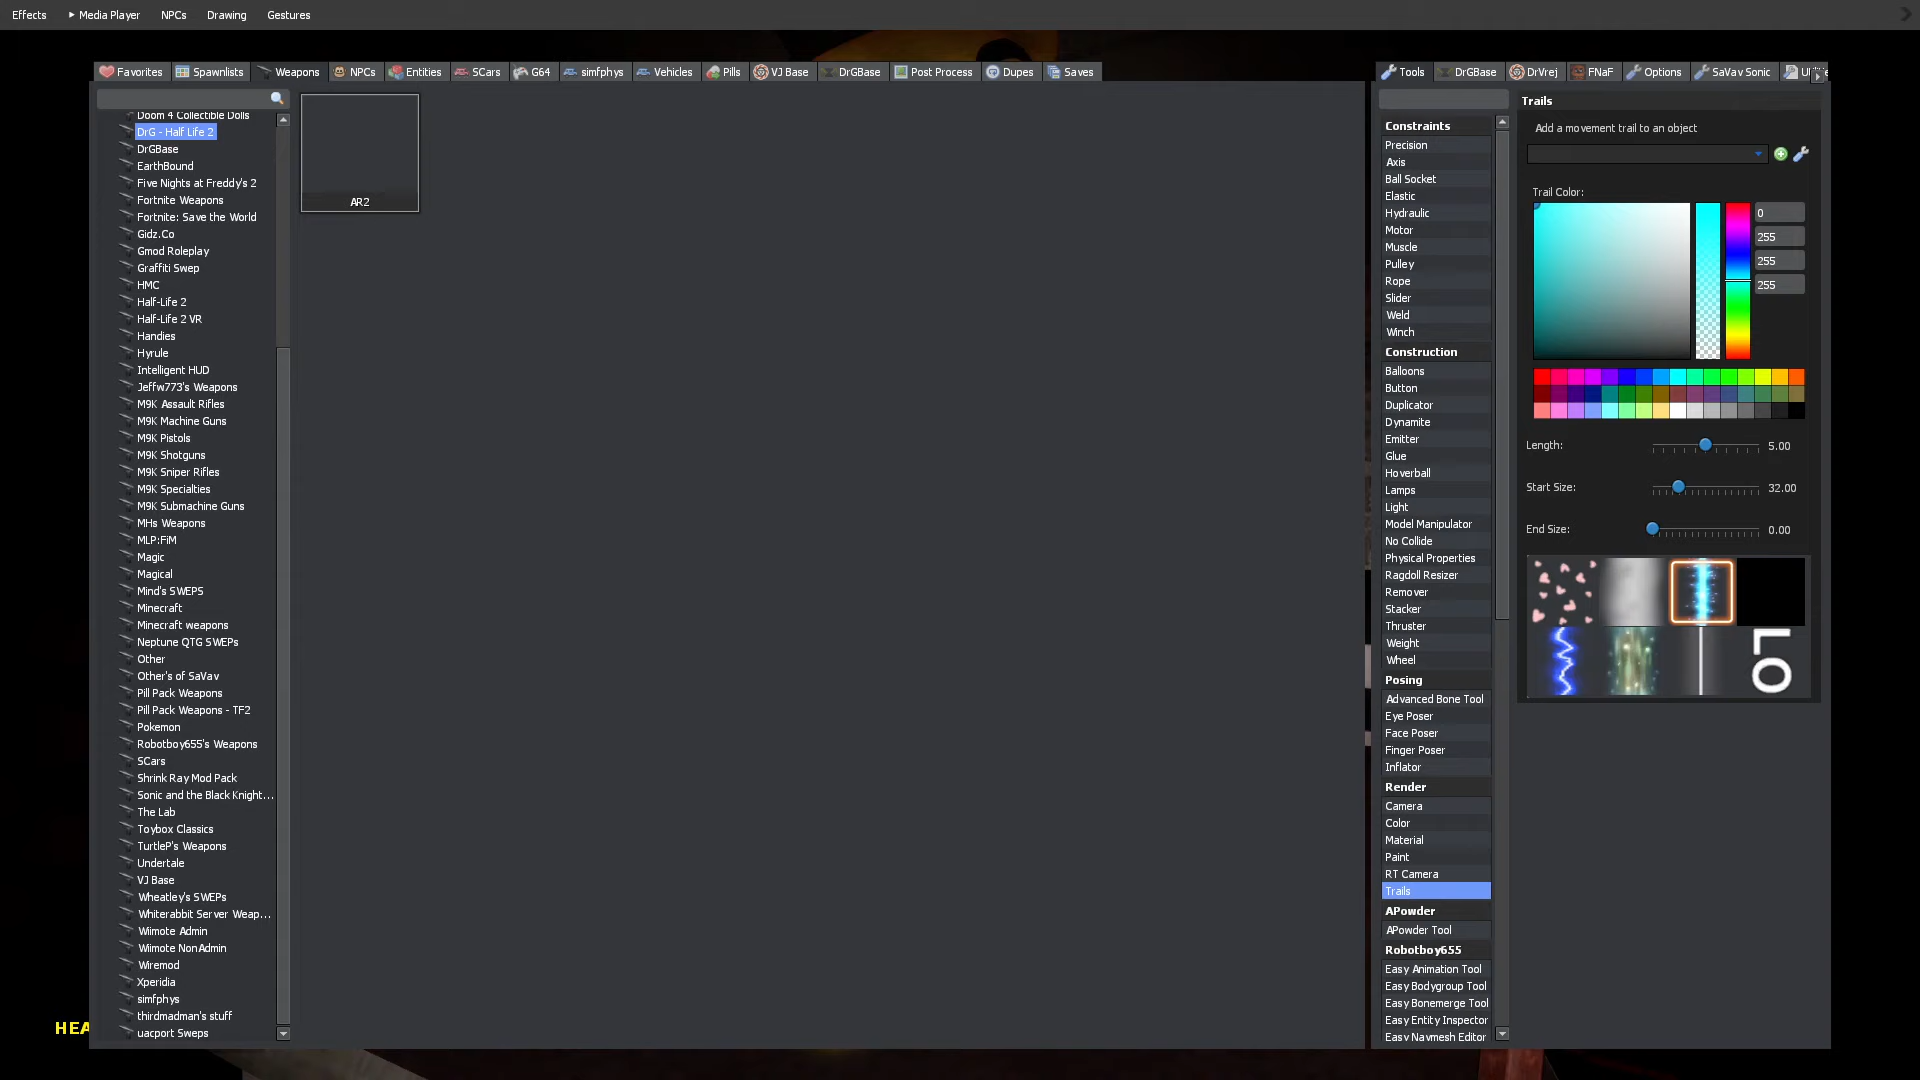 Effects
Media Player
NPCs
Drawing
Gestures
Favorites
Spawnlists
Weapons
NPCs
Entities
SCars
G64
simfphys
Vehicles
Pills
VJ Base
DrGBase
Post Process
Dupes
Saves
Doom 4 Collectible Dolls
DrG - Half Life 2
DrGBase
EarthBound
Five Nights at Freddy's 2
Fortnite Weapons
Fortnite: Save the World
Gidz.Co
Gmod Roleplay
Graffiti Swep
HMC
Half-Life 2
Half-Life 2 VR
Handies
Hyrule
Intelligent HUD
Jeffw773's Weapons
M9K Assault Rifles
M9K Machine Guns
M9K Pistols
M9K Shotguns
M9K Sniper Rifles
M9K Specialties
M9K Submachine Guns
MHs Weapons
MLP:FiM
Magic
Magical
Mind's SWEPS
Minecraft
Minecraft weapons
Neptune QTG SWEPs
Other
Other's of SaVav
Pill Pack Weapons
Pill Pack Weapons - TF2
Pokemon
Robotboy655's Weapons
SCars
Shrink Ray Mod Pack
Sonic and the Black Knight...
The Lab
Toybox Classics
TurtleP's Weapons
Undertale
VJ Base
Wheatley's SWEPs
Whiterabbit Server Weap...
Wiimote Admin
Wiimote NonAdmin
Wiremod
Xperidia
simfphys
thirdmadman's stuff
uacport Sweps
AR2
HEA
Tools
DrGBase
DrVrej
FNaF
Options
SaVav Sonic
Constraints
Precision
Axis
Ball Socket
Elastic
Hydraulic
Motor
Muscle
Pulley
Rope
Slider
Weld
Winch
Construction
Balloons
Button
Duplicator
Dynamite
Emitter
Glue
Hoverball
Lamps
Light
Model Manipulator
No Collide
Physical Properties
Ragdoll Resizer
Remover
Stacker
Thruster
Weight
Wheel
Posing
Advanced Bone Tool
Eye Poser
Face Poser
Finger Poser
Inflator
Render
Camera
Color
Material
Paint
RT Camera
Trails
APowder
APowder Tool
Robotboy655
Easy Animation Tool
Easy Bodygroup Tool
Easy Bonemerge Tool
Easy Entity Inspector
Easy Navmesh Editor
Trails
Add a movement trail to an object
Trail Color:
0
255
255
255
Length: 5.00
Start Size: 32.00
End Size: 0.00
LO